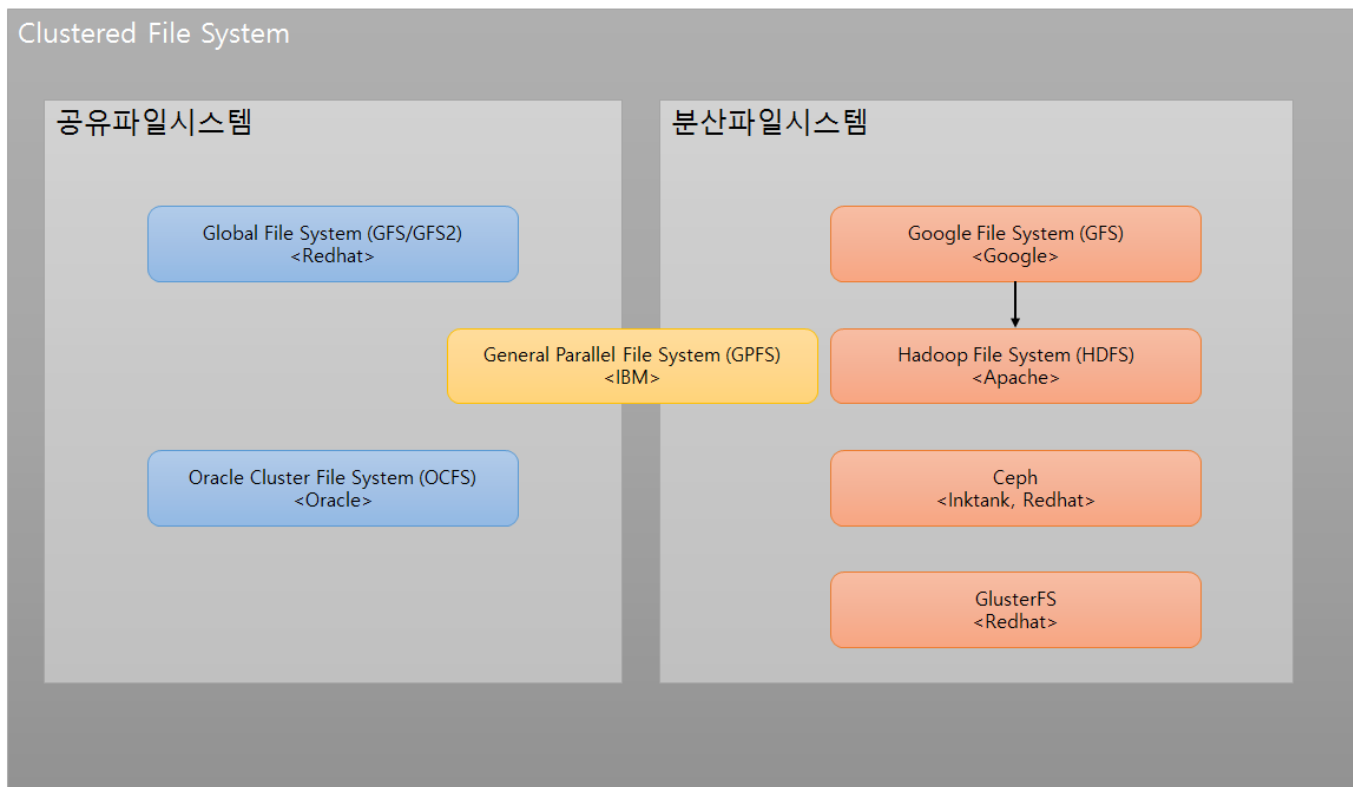 Clustered File System
공유파일시스템
Global File System (GFS/GFS2)
<Redhat>
General Parallel File System (GPFS)
<IBM>
Oracle Cluster File System (OCFS)
<Oracle>
분산파일시스템
Google File System (GFS)
<Google>
Hadoop File System (HDFS)
<Apache>
Ceph
<Inktank, Redhat>
GlusterFS
<Redhat>